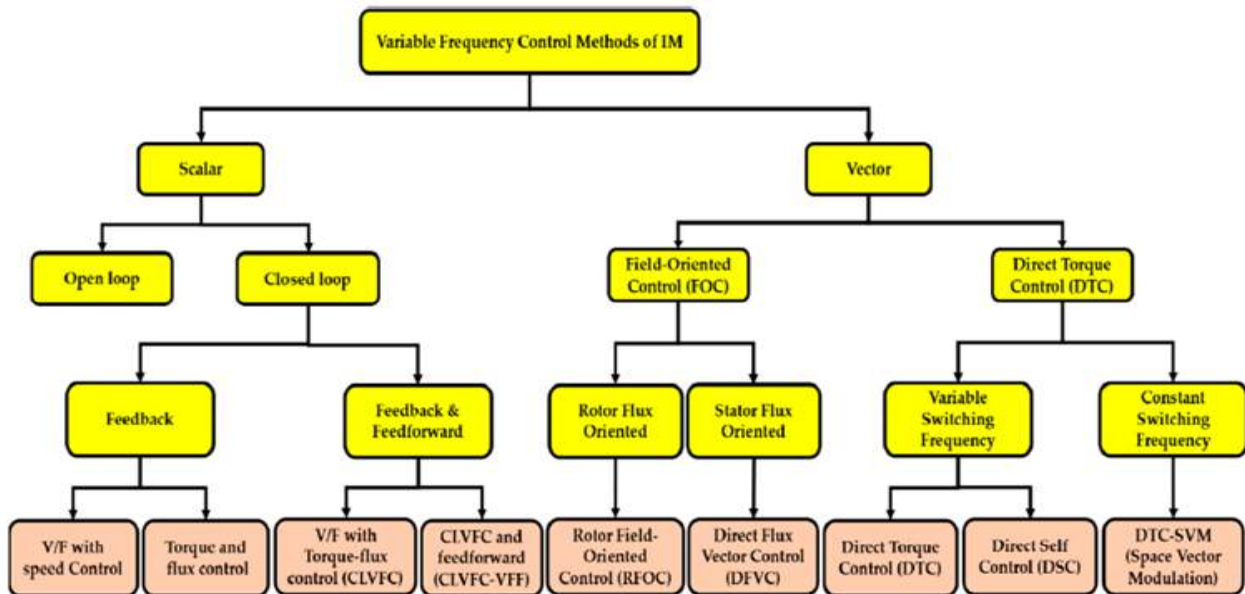 Variable Frequency Control Methods of IM
Scalar
Vector
Open loop
Closed loop
Field-Oriented
Control (FOC)
Direct Torque
Control (DTC)
Feedback
Feedback &
Feedforward
Rotor Flux
Oriented
Stator Flux
Oriented
Variable
Switching
Frequency
Constant
Switching
Frequency
V/F with
speed Control
Torque and
flux control
V/F with
Torque-flux
control (CLVFC)
CLVFC and
feedforward
(CLVFC-VFF)
Rotor Field-
Oriented
Control (RFOC)
Direct Flux
Vector Control
(DFVC)
Direct Torque
Control (DTC)
Direct Self
Control (DSC)
DTC-SVM
(Space Vector
Modulation)